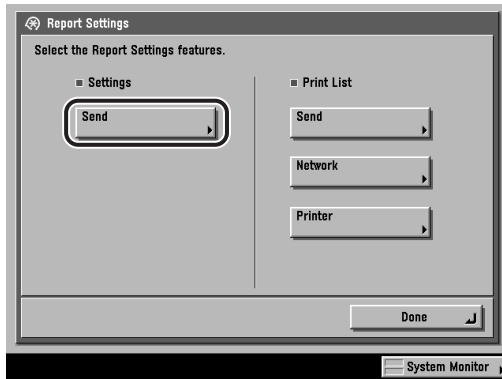 Report Settings
Select the Report Settings features.
Settings
Send
Print List
Send
Network
Printer
Done
System Monitor